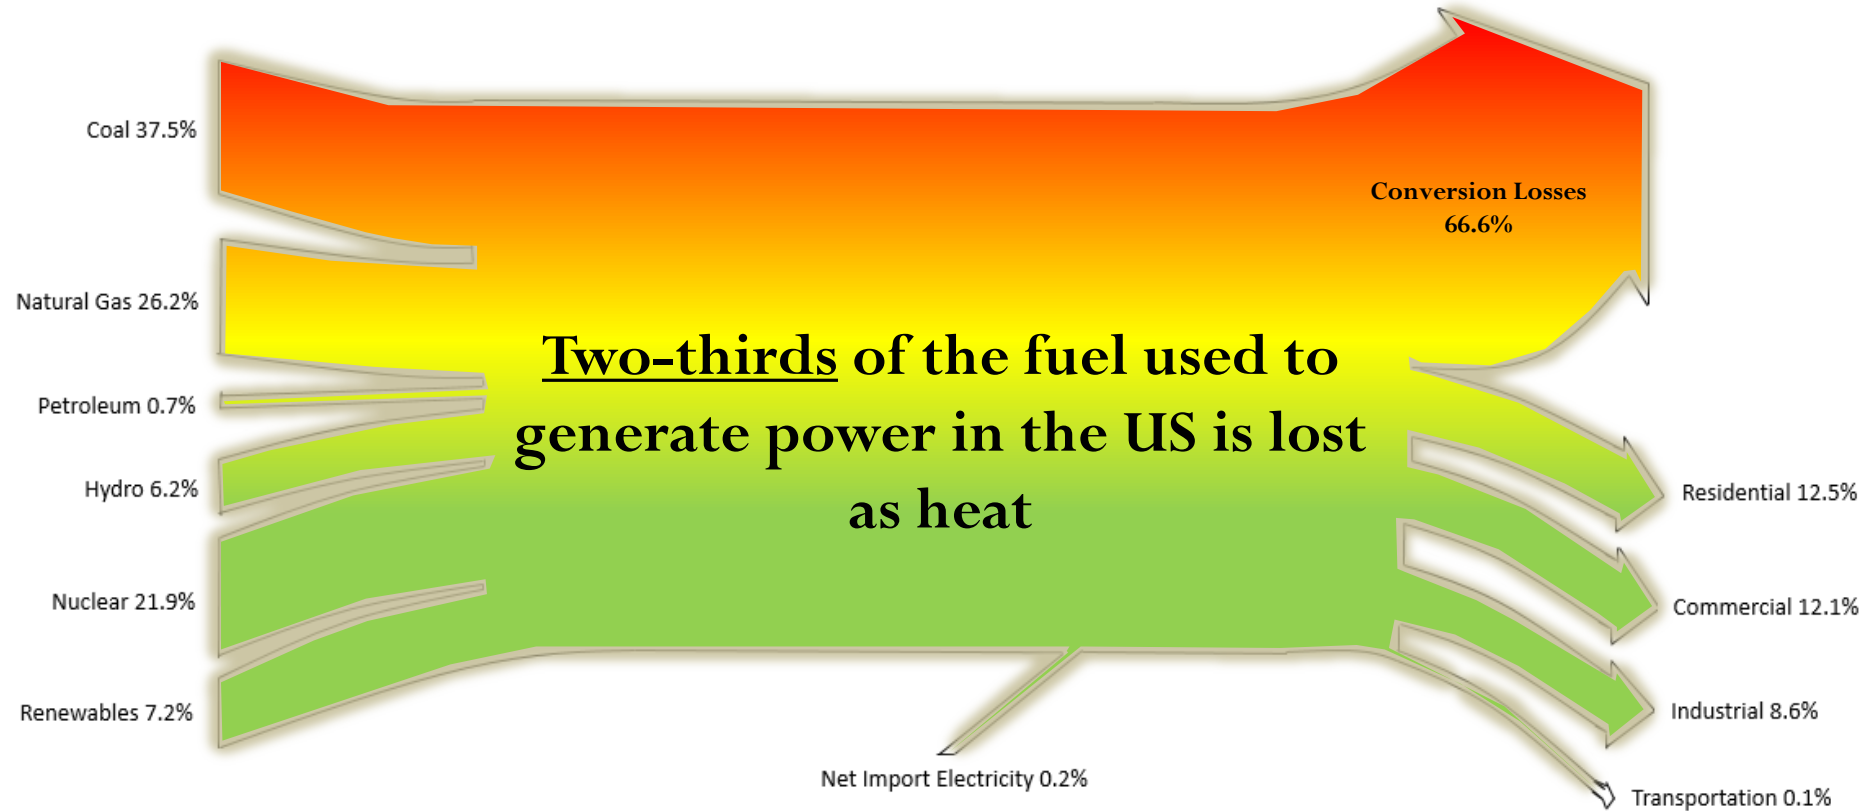 Coal 37.5%
Natural Gas 26.2%
Petroleum 0.7%
Hydro 6.2%
Nuclear 21.9%
Renewables 7.2%
Two-thirds of the fuel used to
generate power in the US is lost
as heat
Net Import Electricity 0.2%
Conversion Losses
66.6%
Residential 12.5%
Commercial 12.1%
Industrial 8.6%
Transportation 0.1%